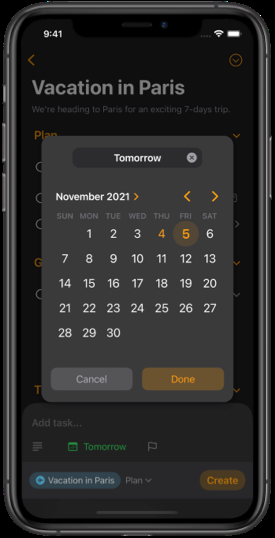 9:41
Vacation in Paris
We're heading to Paris for an exciting 7-days trip.
Plan
Tomorrow
November 2021
SUN MON TUE WED THU FRI SAT
1 2 3 4 5 6
7 8 9 10 11 12 13
14 15 16 17 18 19 20
21 22 23 24 25 26 27
28 29 30
G
Cancel Done
T
Add task...
Tomorrow
Vacation in Paris Plan Create